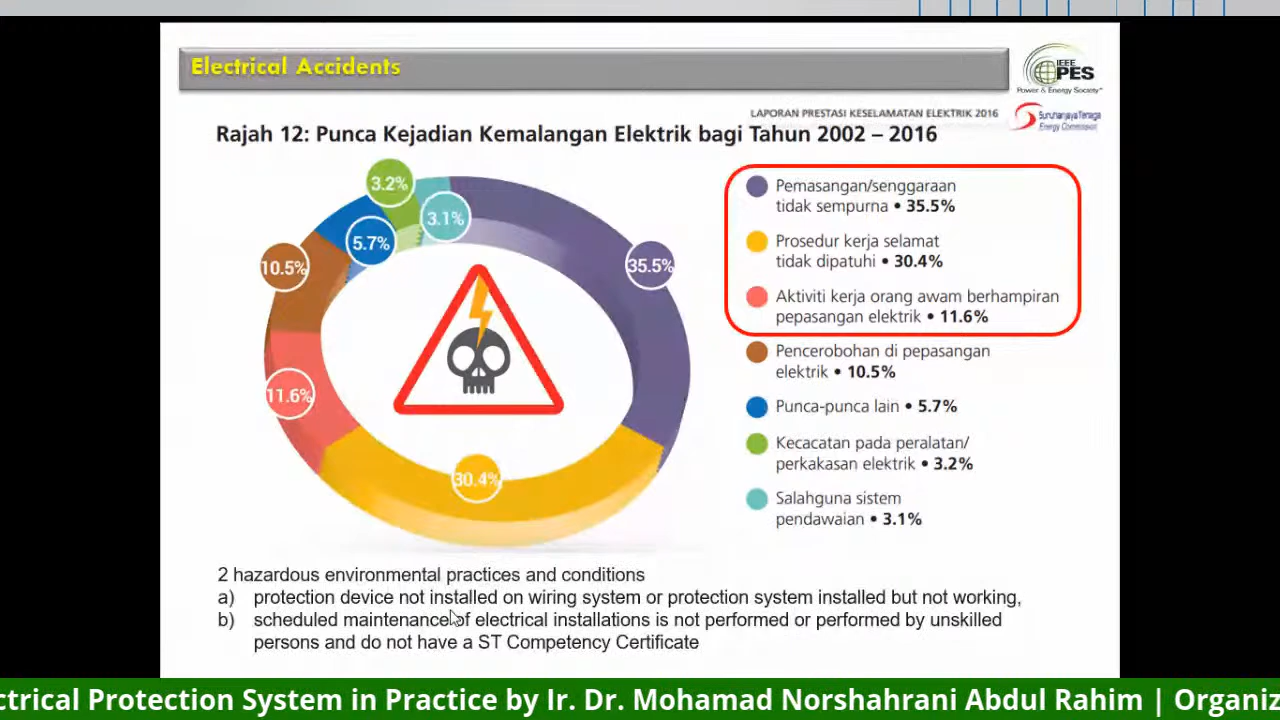 Electrical Accidents
IEEE
PES
Power & Energy Society
LAPORAN PRESTASI KESELAMATAN ELEKTRIK 2016
Suruhanjaya Tenaga
Energy Commission
Rajah 12: Punca Kejadian Kemalangan Elektrik bagi Tahun 2002 – 2016
3.2%
3.1%
5.7%
10.5%
35.5%
11.6%
30.4%
Pemasangan/senggaraan
tidak sempurna • 35.5%
Prosedur kerja selamat
tidak dipatuhi • 30.4%
Aktiviti kerja orang awam berhampiran
pepasangan elektrik • 11.6%
Pencerobohan di pepasangan
elektrik • 10.5%
Punca-punca lain • 5.7%
Kecacatan pada peralatan/
perkakasan elektrik • 3.2%
Salahguna sistem
pendawaian • 3.1%
2 hazardous environmental practices and conditions
a) protection device not installed on wiring system or protection system installed but not working,
b) scheduled maintenance of electrical installations is not performed or performed by unskilled
persons and do not have a ST Competency Certificate
ctrical Protection System in Practice by Ir. Dr. Mohamad Norshahrani Abdul Rahim | Organiz